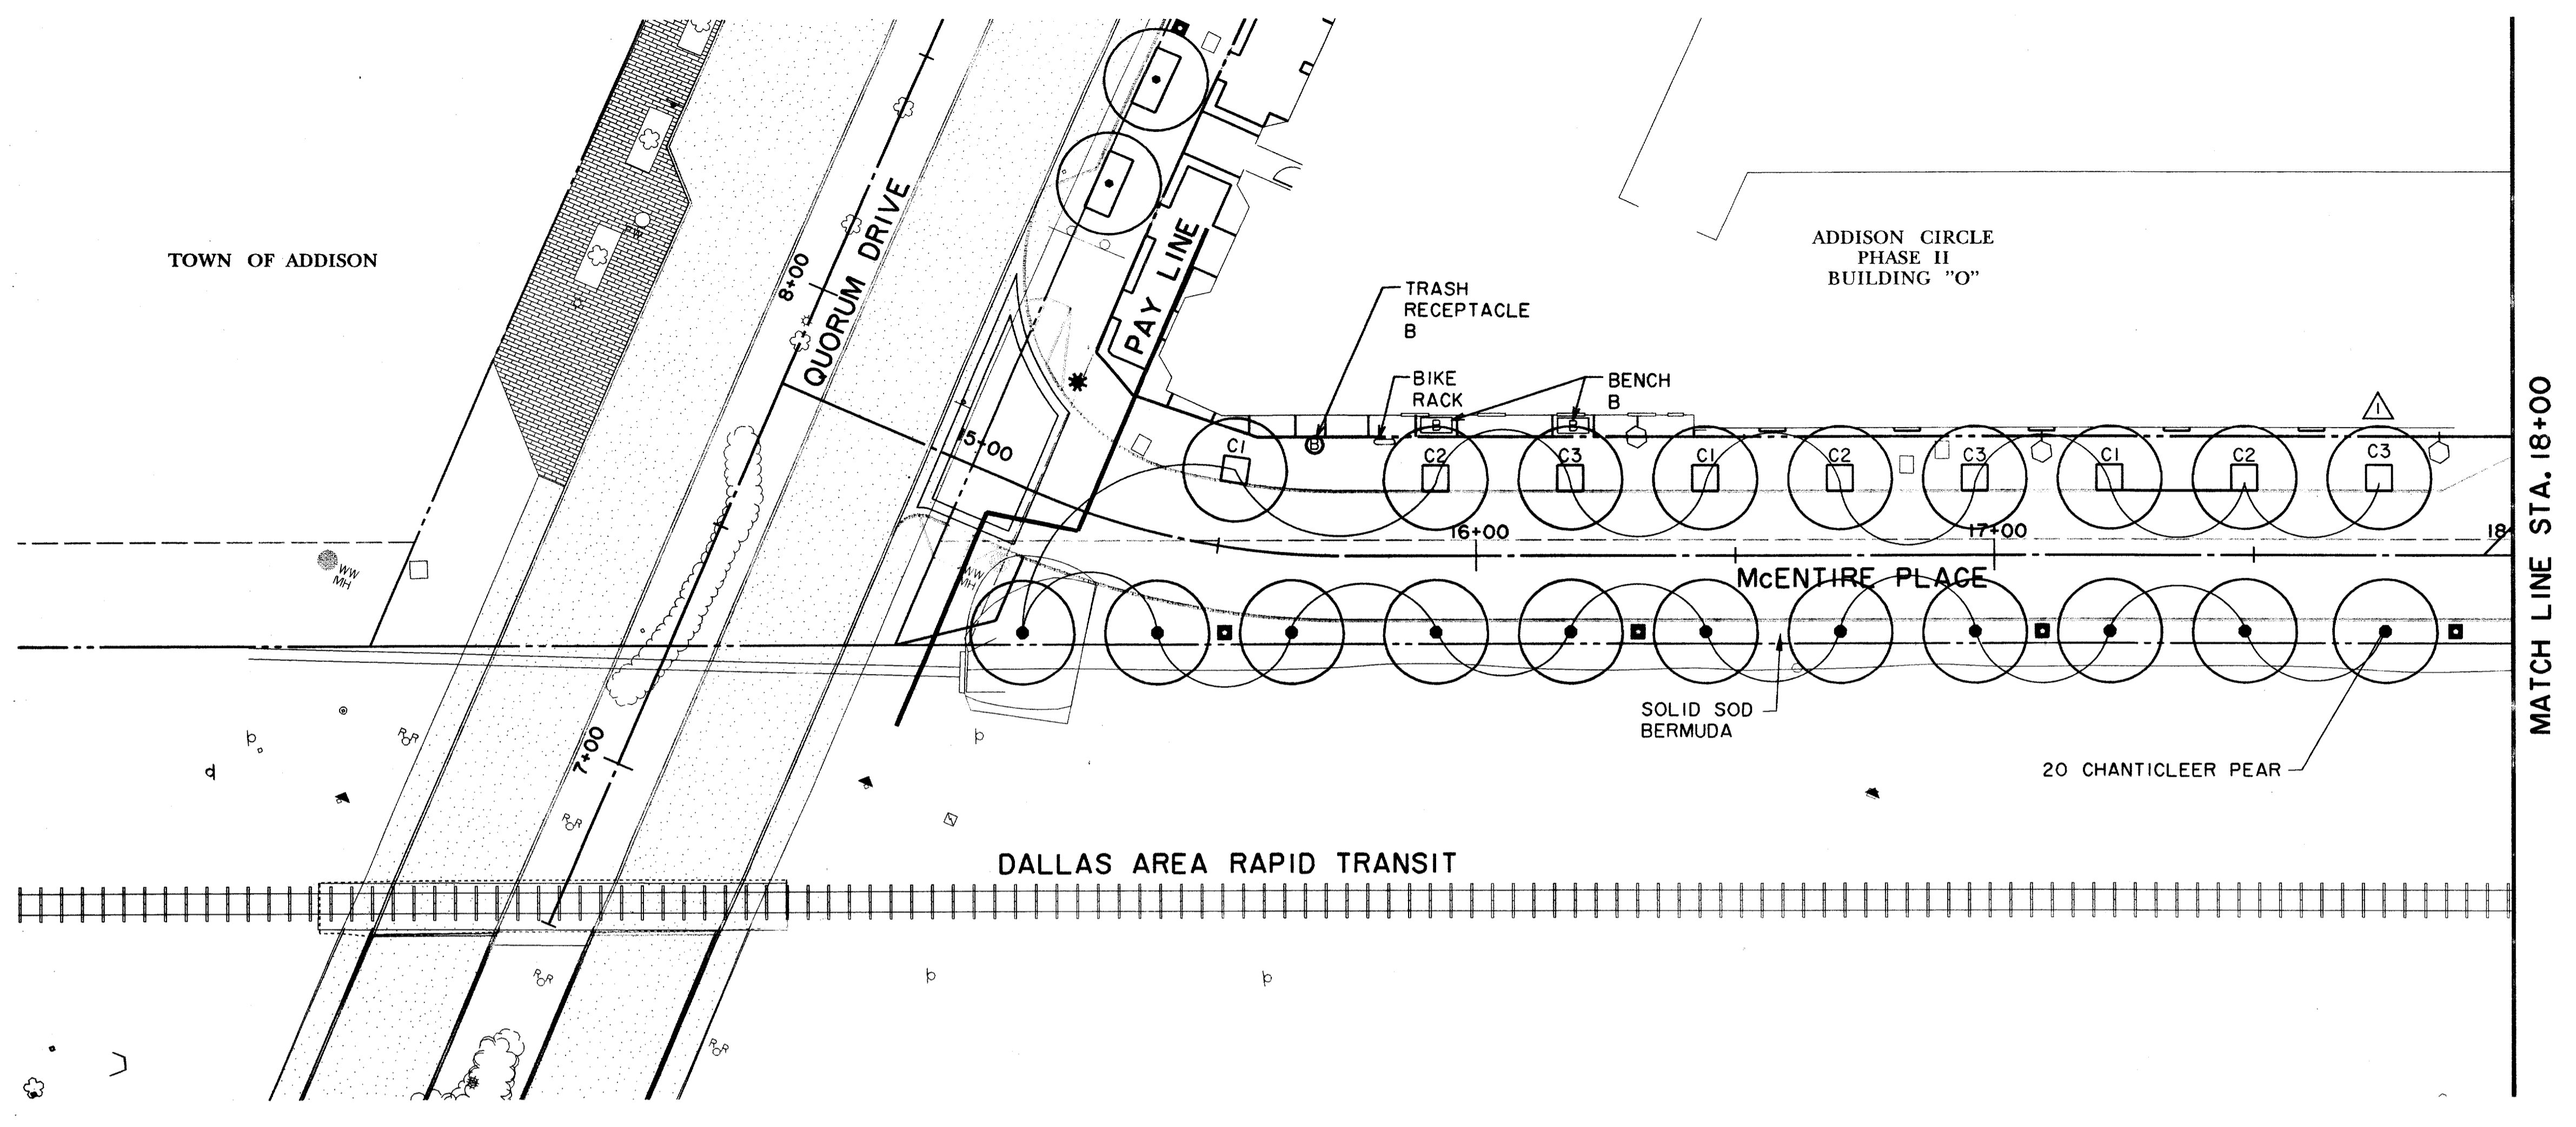 TOWN OF ADDISON
QUORUM DRIVE
8+00
7+00
PAY LINE
15+00
TRASH
RECEPTACLE
B
BIKE
RACK
BENCH
B
ADDISON CIRCLE
PHASE II
BUILDING "O"
1
B
B
B
C1
C2
C3
C1
C2
C3
C1
C2
C3
16+00
17+00
18
McENTIRE PLACE
WW
MH
WW
MH
SOLID SOD
BERMUDA
20 CHANTICLEER PEAR
MATCH LINE STA. 18+00
DALLAS AREA RAPID TRANSIT